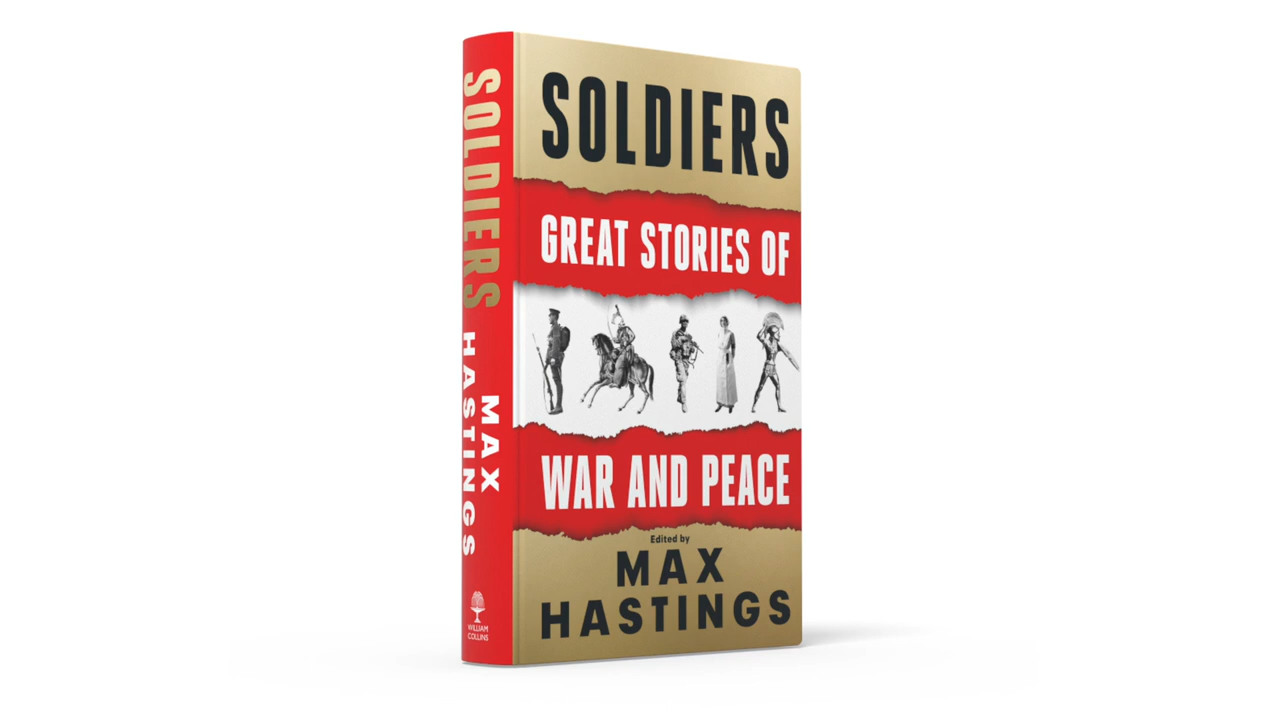 SOLDIERS
MAX
HASTINGS
WILLIAM
COLLINS
SOLDIERS
GREAT STORIES OF
WAR AND PEACE
Edited by
MAX
HASTINGS